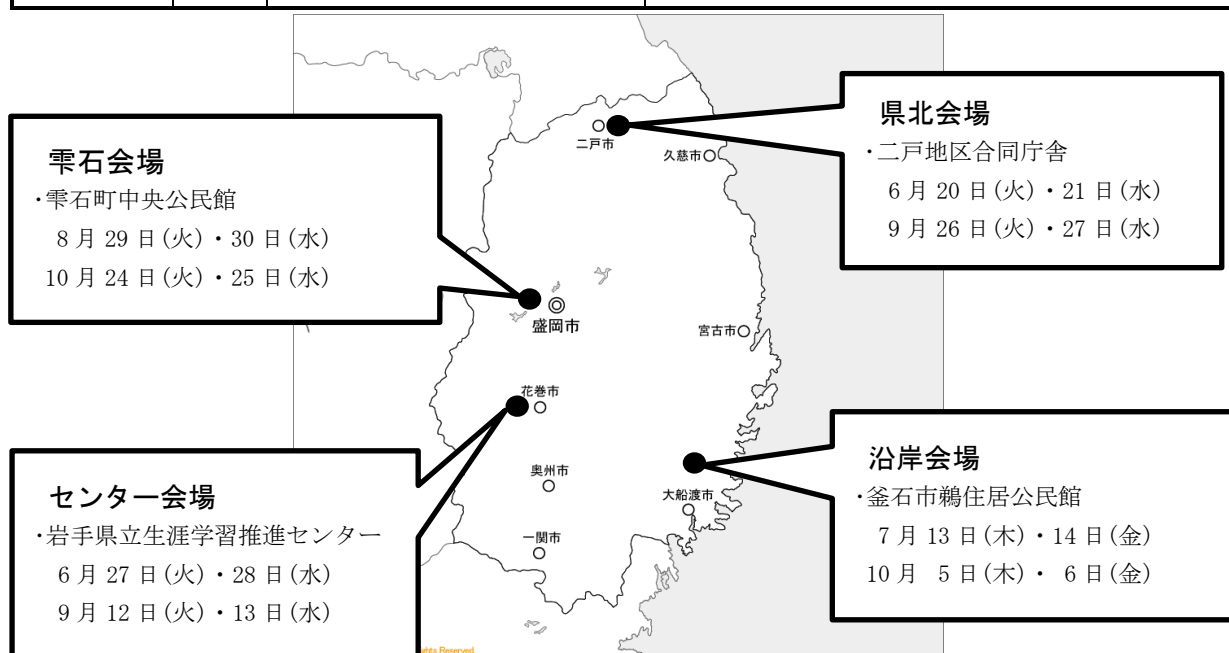 県北会場
・二戸地区合同庁舎
6 月 20 日(火)・21 日(水)
9 月 26 日(火)・27 日(水)
雫石会場
・雫石町中央公民館
8 月 29 日(火)・30 日(水)
10 月 24 日(火)・25 日(水)
二戸市
久慈市
盛岡市
宮古市
花巻市
奥州市
大船渡市
一関市
センター会場
・岩手県立生涯学習推進センター
6 月 27 日(火)・28 日(水)
9 月 12 日(火)・13 日(水)
沿岸会場
・釜石市鵜住居公民館
7 月 13 日(木)・14 日(金)
10 月 5 日(木)・ 6 日(金)
ghts Reserved.